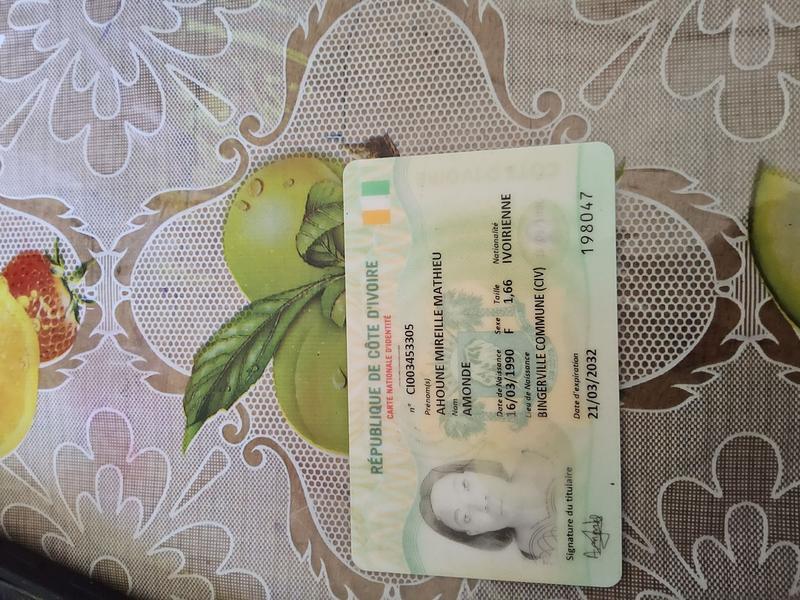 RÉPUBLIQUE DE CÔTE D'IVOIRE
CARTE NATIONALE D'IDENTITÉ
n° CI003453305
Prénom(s)
AHOUNE MIREILLE MATHIEU
Nom
AMONDE
Date de Naissance Sexe Taille Nationalité
16/03/1990 F 1,66 IVOIRIENNE
Lieu de Naissance
BINGERVILLE COMMUNE (CIV)
Date d'expiration
21/03/2032
198047
Signature du titulaire